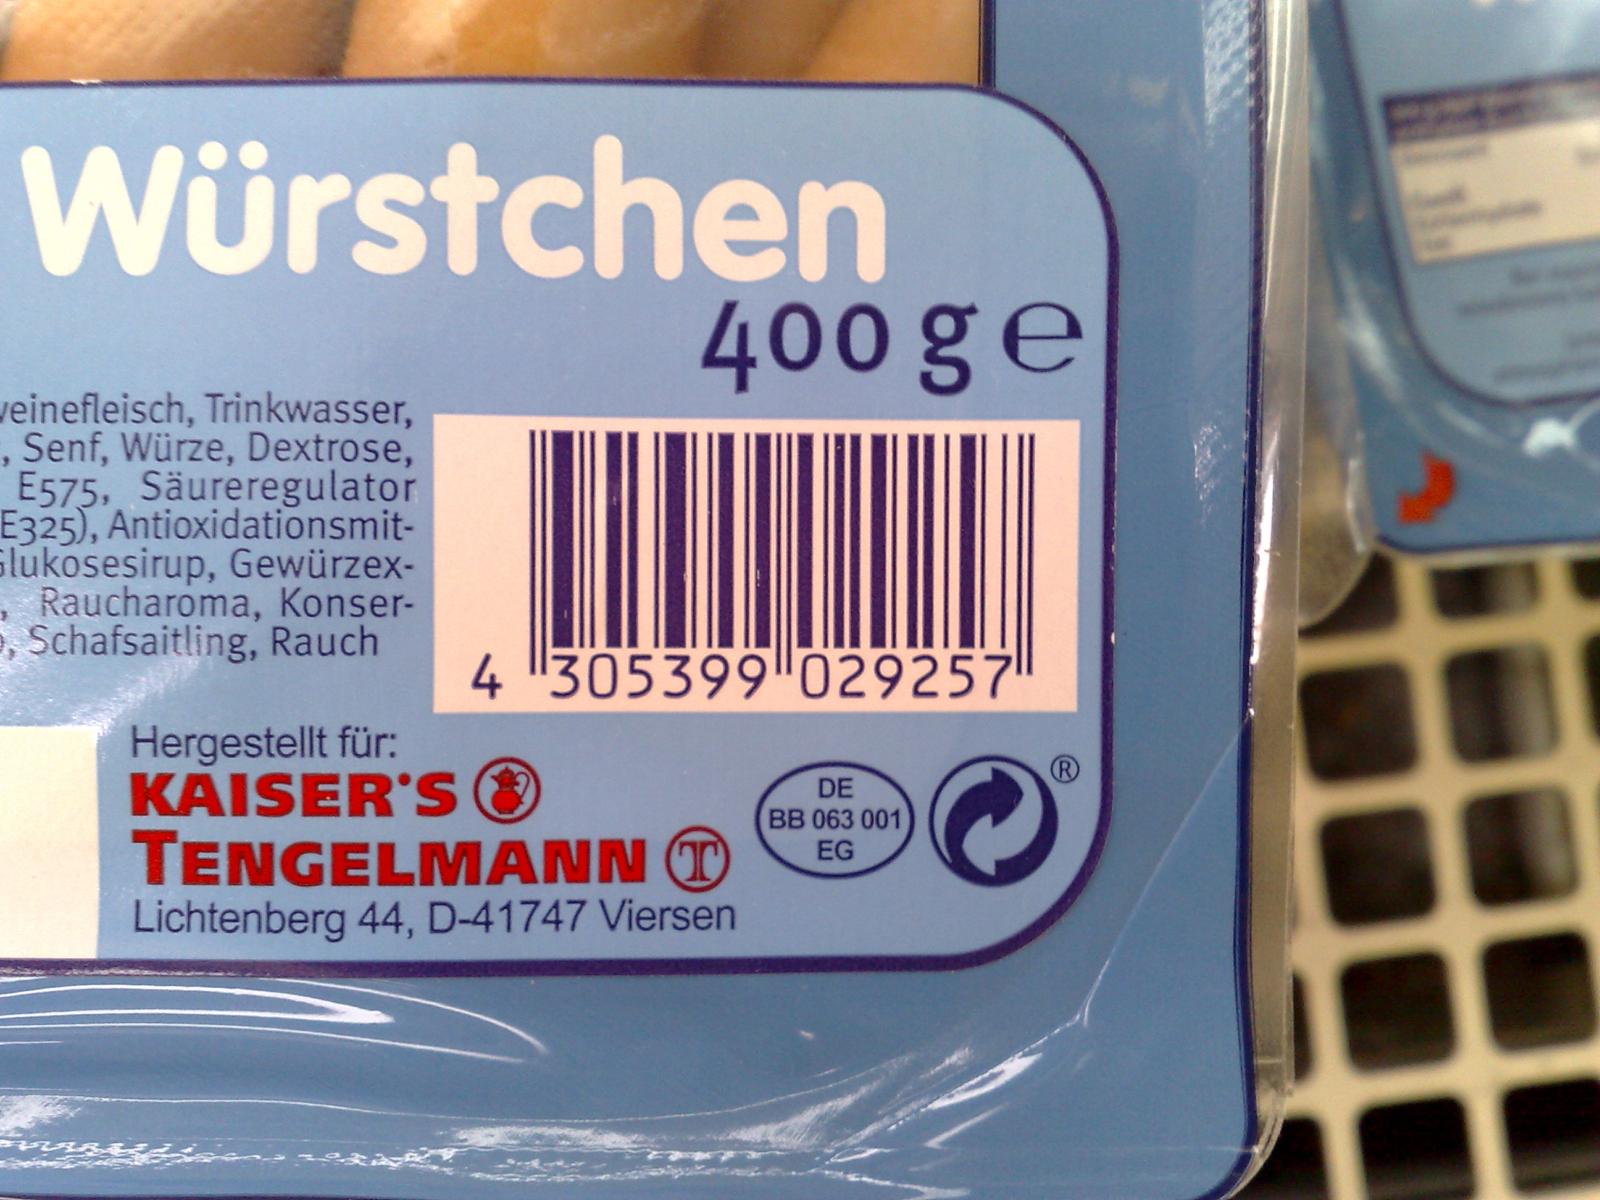 Würstchen
400 g e
weinefleisch, Trinkwasser,
, Senf, Würze, Dextrose,
E575, Säureregulator
E325), Antioxidationsmit-
Glukosesirup, Gewürzex-
, Raucharoma, Konser-
, Schafsaitling, Rauch
4 305399 029257
Hergestellt für:
KAISER'S
TENGELMANN T
Lichtenberg 44, D-41747 Viersen
DE
BB 063 001
EG
®